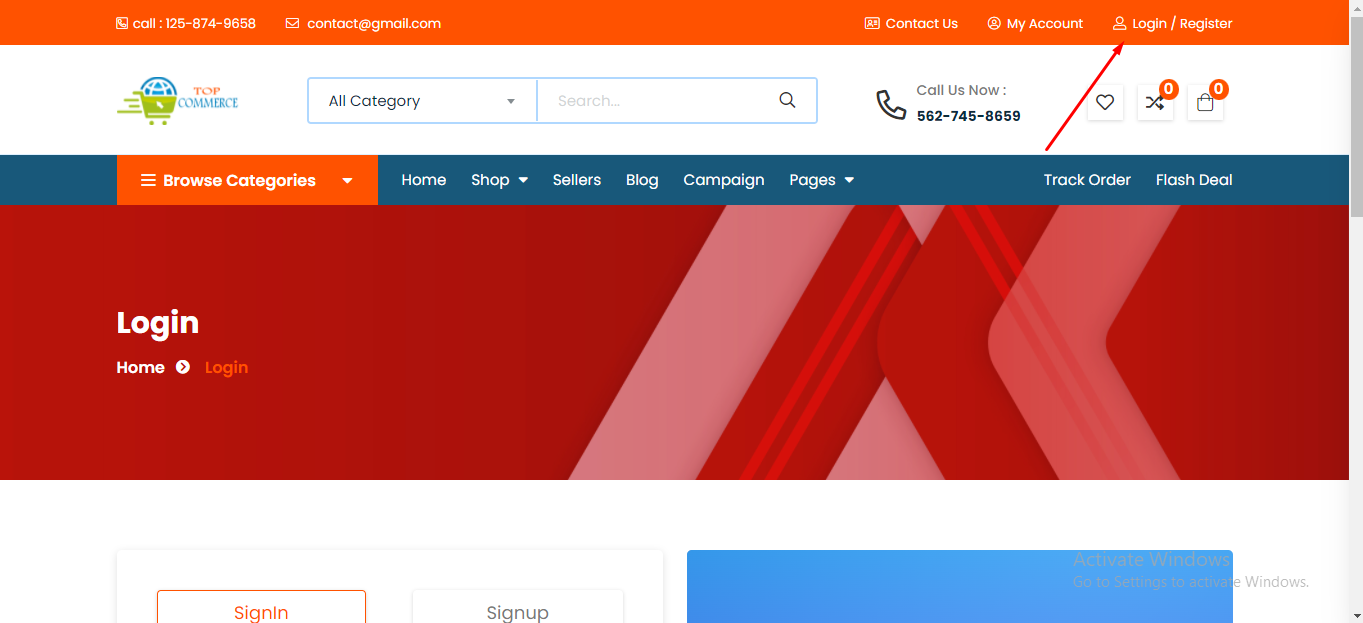 call : 125-874-9658 contact@gmail.com Contact Us My Account Login / Register
TOP
COMMERCE
All Category Search...
Call Us Now :
562-745-8659
0 0
Browse Categories Home Shop Sellers Blog Campaign Pages Track Order Flash Deal
Login
Home Login
Activate Windows
Go to Settings to activate Windows.
SignIn Signup